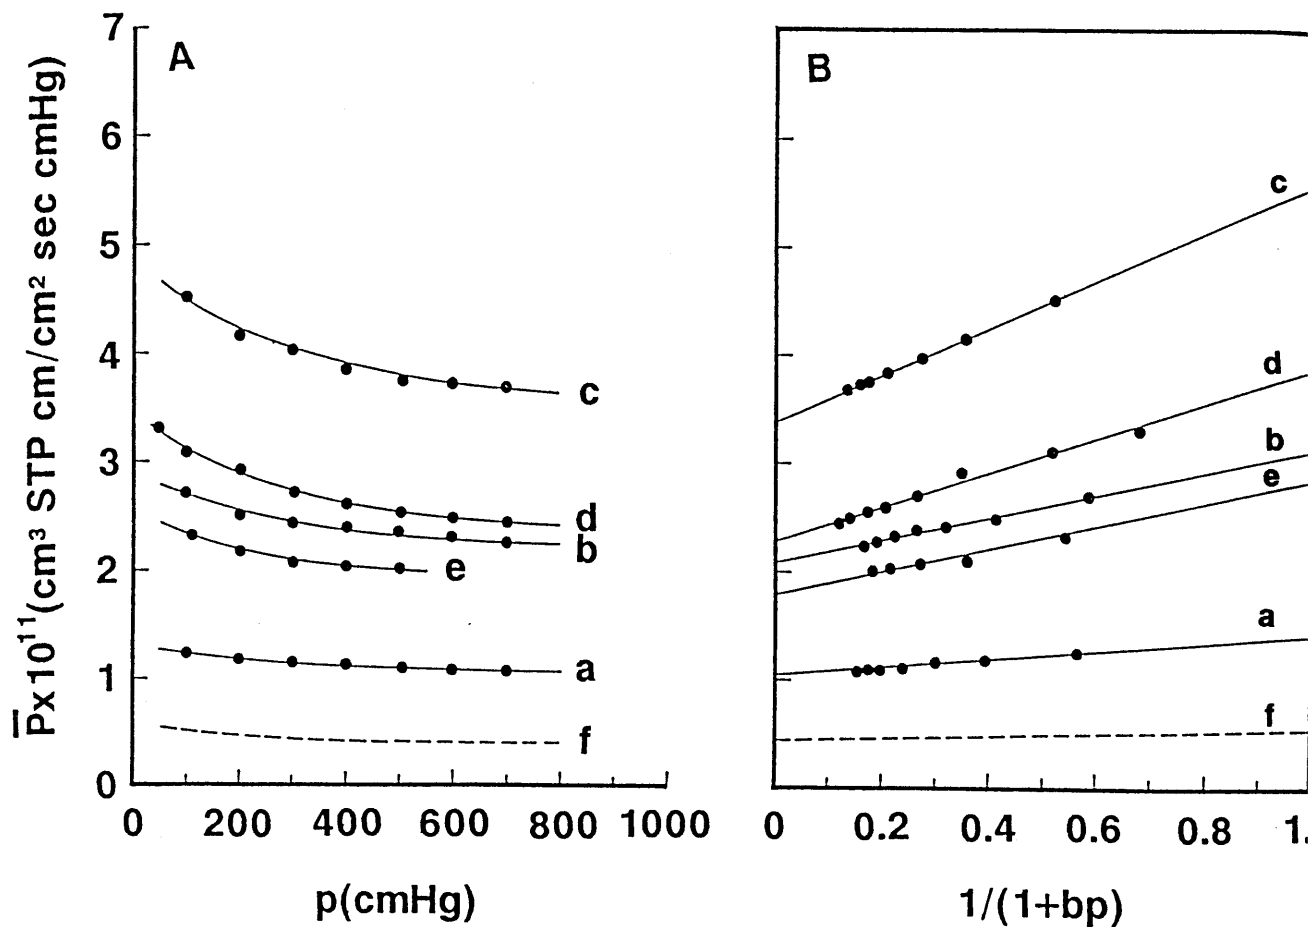 A
P̅x10¹¹(cm³ STP cm/cm² sec cmHg)
7
6
5
4
3
2
1
0
c
d
b
e
a
f
0 200 400 600 800 1000
p(cmHg)
B
c
d
b
e
a
f
0 0.2 0.4 0.6 0.8 1.
1/(1+bp)